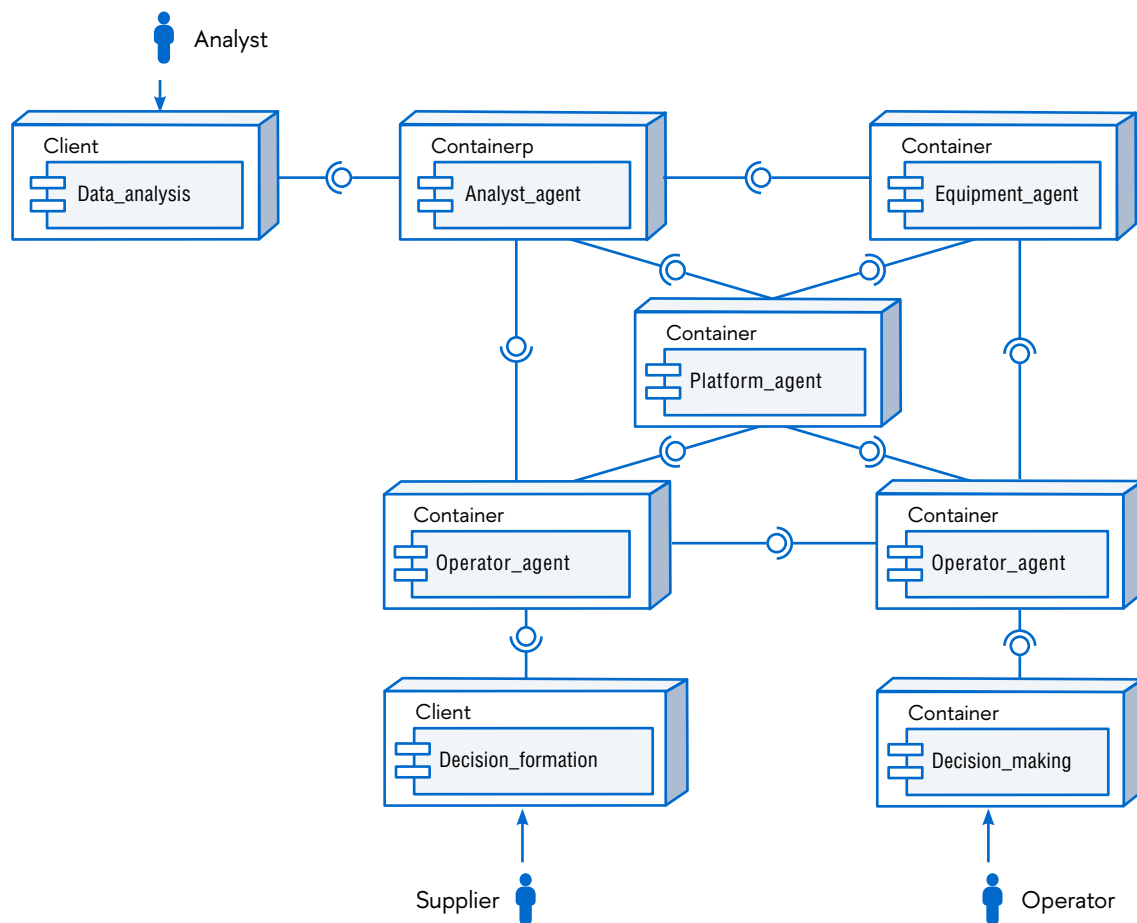 Analyst
Client
Data_analysis
Containerp
Analyst_agent
Container
Equipment_agent
Container
Platform_agent
Container
Operator_agent
Container
Operator_agent
Client
Decision_formation
Container
Decision_making
Supplier
Operator